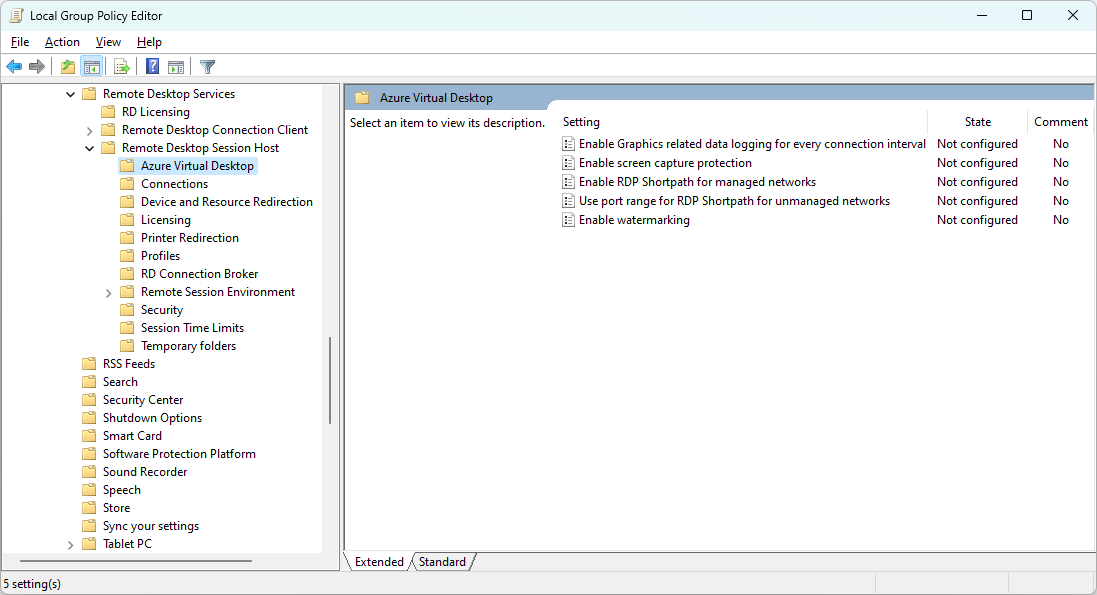 Local Group Policy Editor
File Action View Help
Remote Desktop Services
RD Licensing
Remote Desktop Connection Client
Remote Desktop Session Host
Azure Virtual Desktop
Connections
Device and Resource Redirection
Licensing
Printer Redirection
Profiles
RD Connection Broker
Remote Session Environment
Security
Session Time Limits
Temporary folders
RSS Feeds
Search
Security Center
Shutdown Options
Smart Card
Software Protection Platform
Sound Recorder
Speech
Store
Sync your settings
Tablet PC
Azure Virtual Desktop
Select an item to view its description.
Setting State Comment
Enable Graphics related data logging for every connection interval Not configured No
Enable screen capture protection Not configured No
Enable RDP Shortpath for managed networks Not configured No
Use port range for RDP Shortpath for unmanaged networks Not configured No
Enable watermarking Not configured No
Extended Standard
5 setting(s)